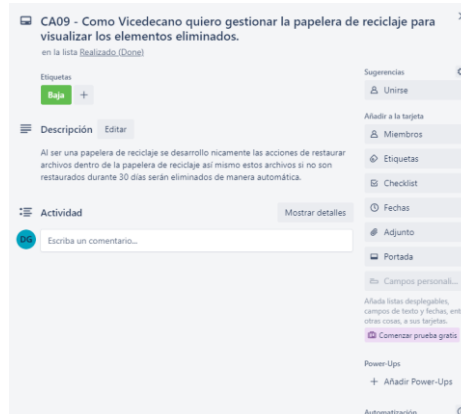 CA09 - Como Vicedecano quiero gestionar la papelera de reciclaje para
visualizar los elementos eliminados.
en la lista Realizado (Done)
Etiquetas
Baja +
Descripción Editar
Al ser una papelera de reciclaje se desarrollo nicamente las acciones de restaurar
archivos dentro de la papelera de reciclaje así mismo estos archivos si no son
restaurados durante 30 días serán eliminados de manera automática.
Actividad Mostrar detalles
DG Escriba un comentario...
Sugerencias
Unirse
Añadir a la tarjeta
Miembros
Etiquetas
Checklist
Fechas
Adjunto
Portada
Campos personali...
Añada listas desplegables,
campos de texto y fechas, ent
otras cosas, a sus tarjetas.
Comenzar prueba gratis
Power-Ups
+ Añadir Power-Ups
Automatización